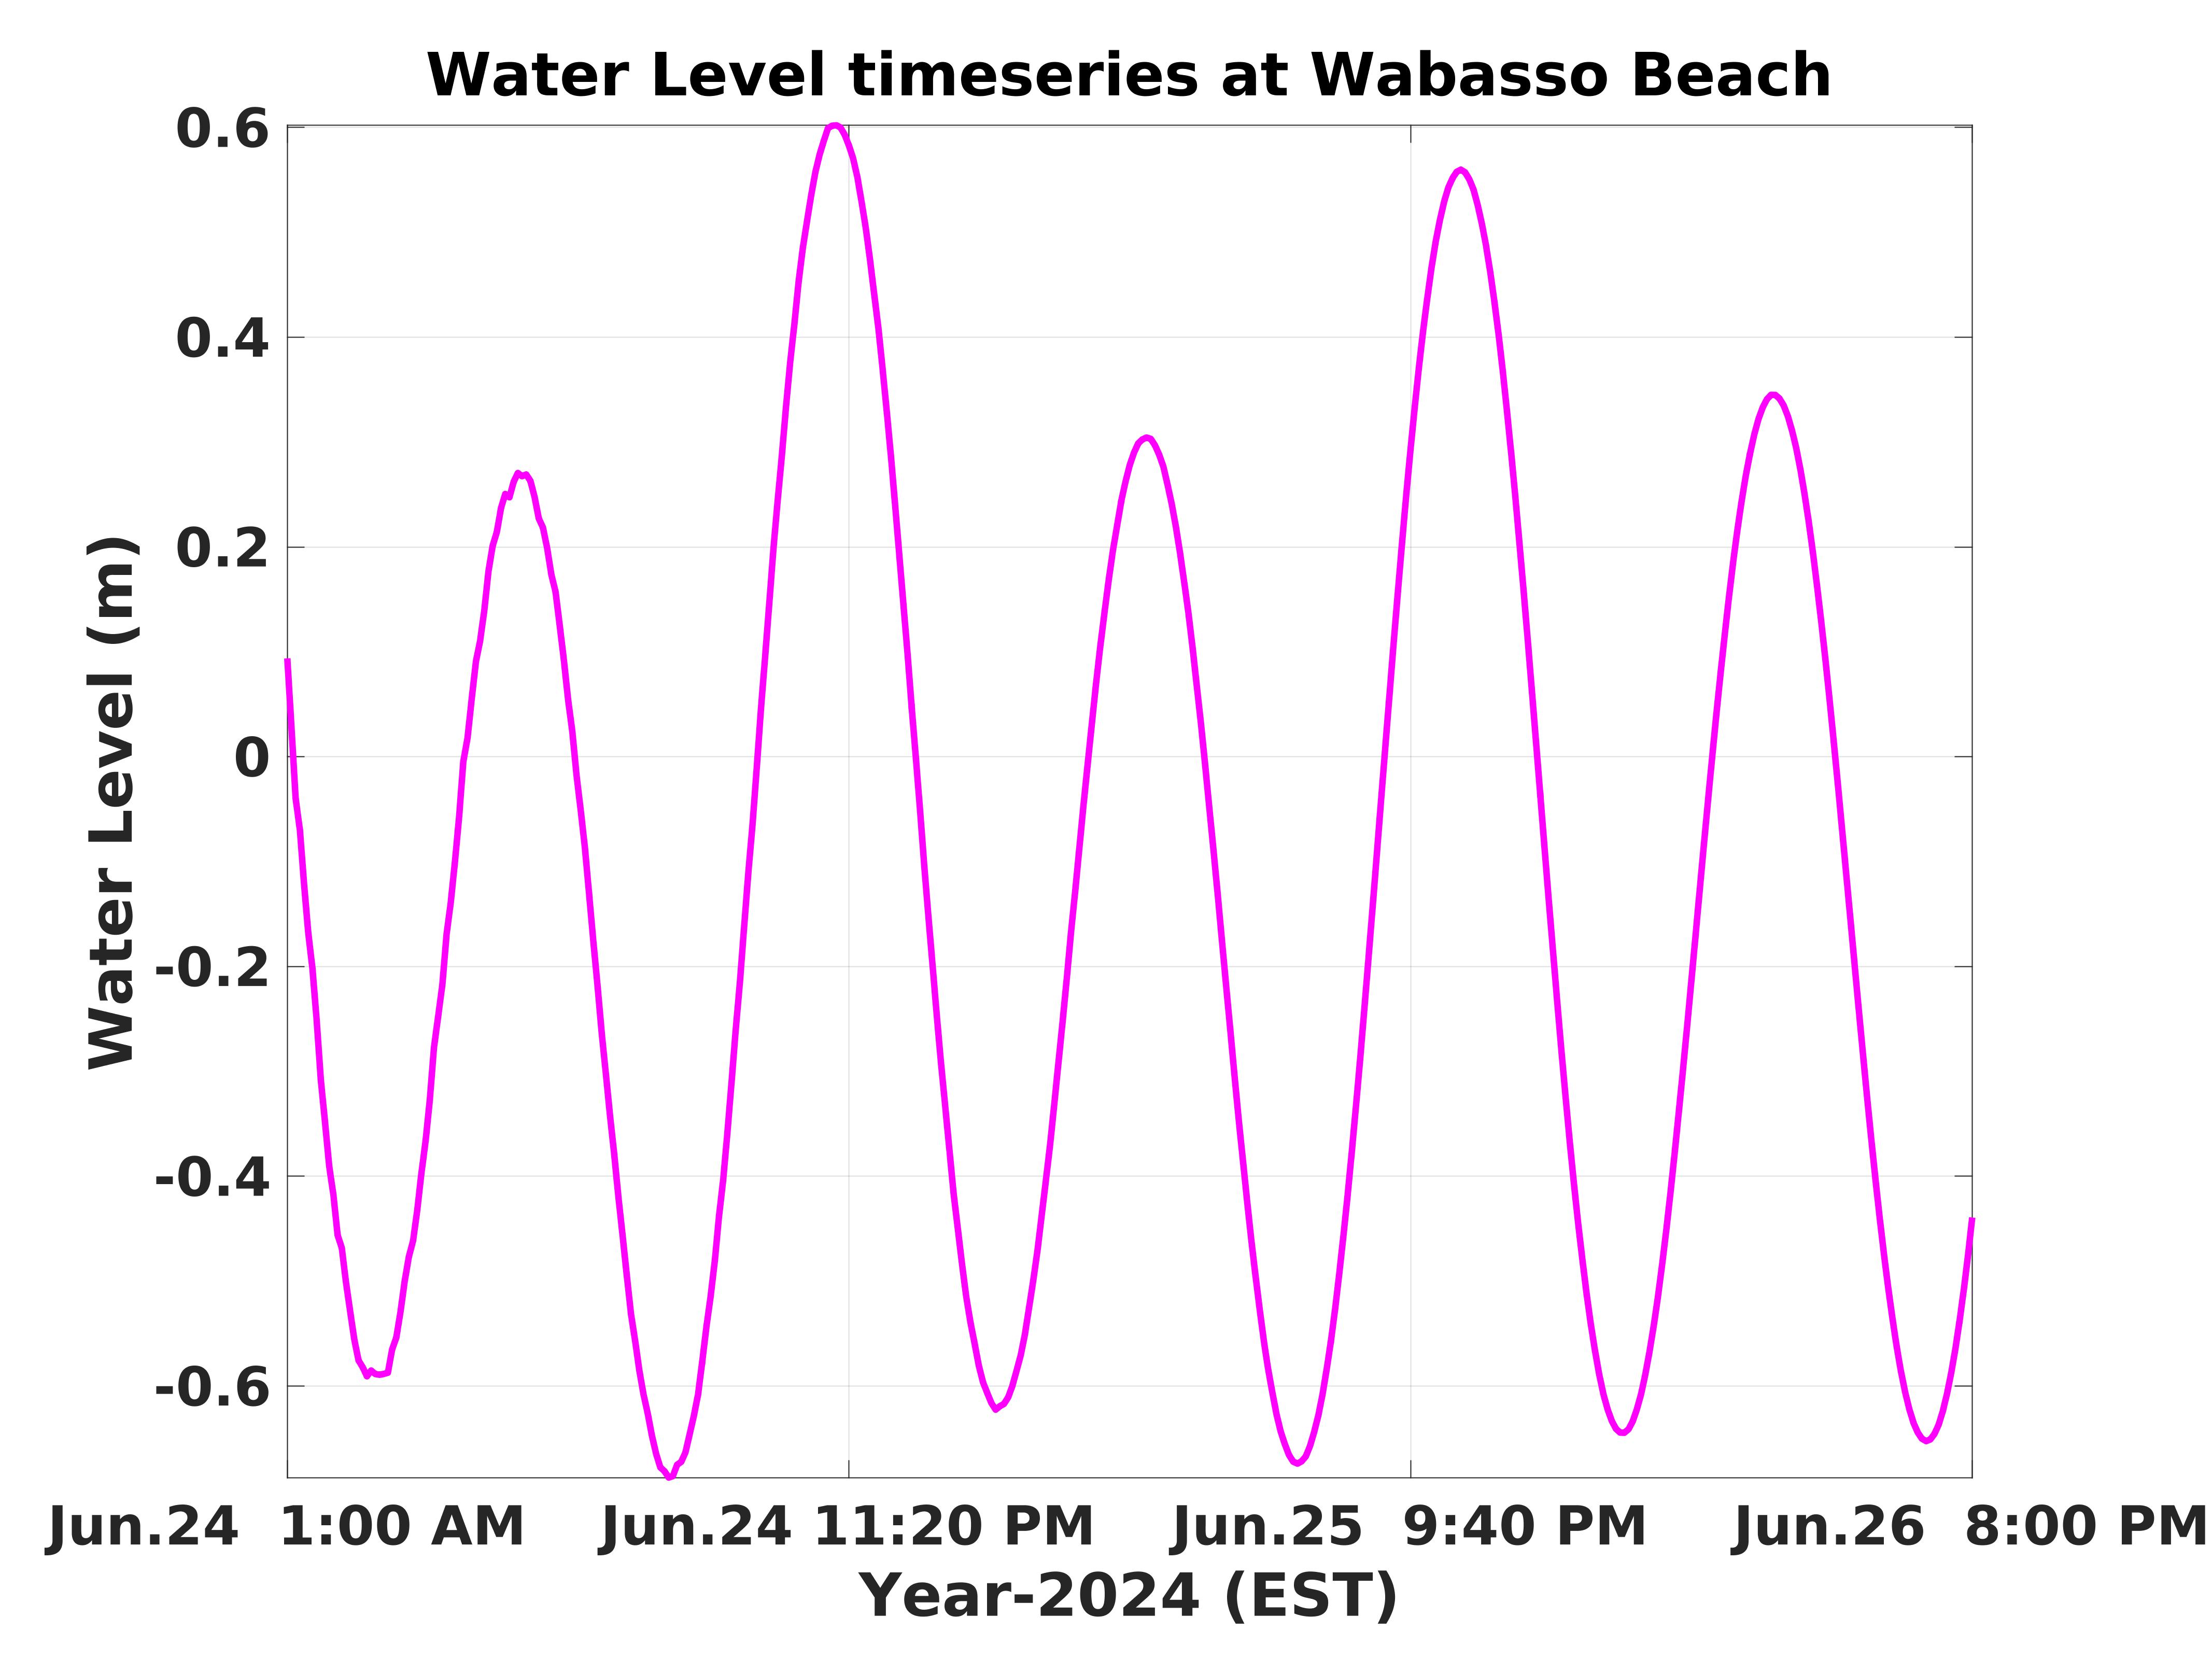 Water Level timeseries at Wabasso Beach
0.6
0.4
0.2
0
-0.2
-0.4
-0.6
Water Level (m)
Jun.24 1:00 AM Jun.24 11:20 PM Jun.25 9:40 PM Jun.26 8:00 PM
Year-2024 (EST)